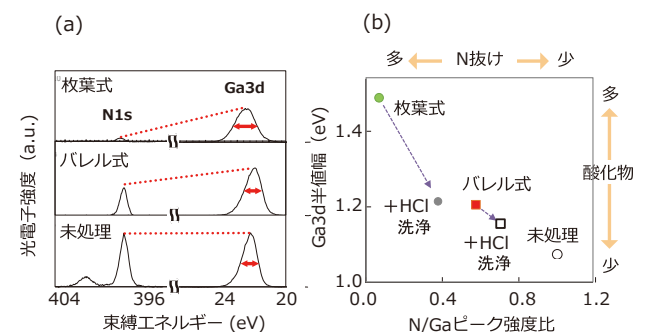 (a)
枚葉式
Ga3d
N1s
バレル式
未処理
光電子強度 (a.u.)
404
396
24
20
束縛エネルギー (eV)
(b)
多
N抜け
少
1.4
1.2
1.0
Ga3d半値幅 (eV)
枚葉式
+HCl
洗浄
バレル式
+HCl
洗浄
未処理
多
酸化物
少
0
0.4
0.8
1.2
N/Gaピーク強度比